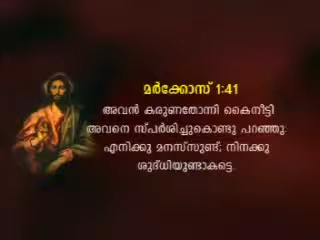 മർക്കോസ് 1:41
അവൻ കരുണതോന്നി കൈനീട്ടി
അവനെ സ്പർശിച്ചുകൊണ്ടു പറഞ്ഞു:
എനിക്കു മനസ്സുണ്ട്; നിനക്കു
ശുദ്ധിയുണ്ടാകട്ടെ.